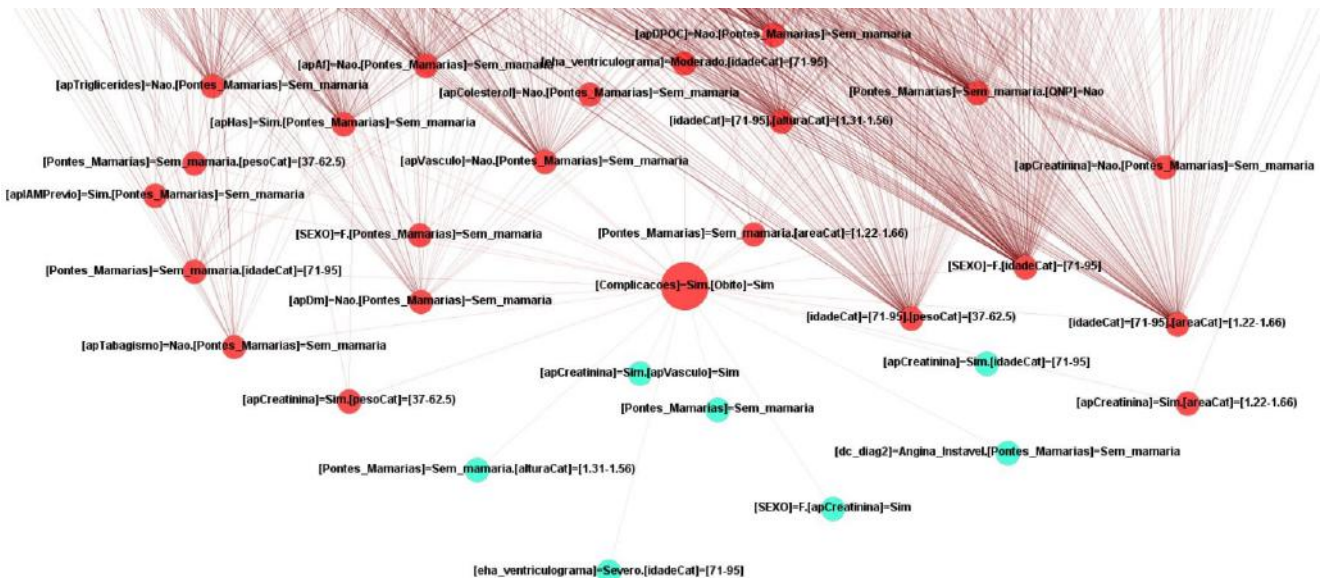 [apDPOC]=Nao.[Pontes_Mamarias]=Sem_mamaria
[apAf]=Nao.[Pontes_Mamarias]=Sem_mamaria
[eha_ventriculograma]=Moderado.[idadeCat]=[71-95)
[apTriglicerides]=Nao.[Pontes_Mamarias]=Sem_mamaria
[apColesterol]=Nao.[Pontes_Mamarias]=Sem_mamaria
[Pontes_Mamarias]=Sem_mamaria.[QNP]=Nao
[apHas]=Sim.[Pontes_Mamarias]=Sem_mamaria
[idadeCat]=[71-95).[alturaCat]=[1.31-1.56)
[Pontes_Mamarias]=Sem_mamaria.[pesoCat]=[37-62.5)
[apVasculo]=Nao.[Pontes_Mamarias]=Sem_mamaria
[apCreatinina]=Nao.[Pontes_Mamarias]=Sem_mamaria
[apIAMPrevio]=Sim.[Pontes_Mamarias]=Sem_mamaria
[SEXO]=F.[Pontes_Mamarias]=Sem_mamaria
[Pontes_Mamarias]=Sem_mamaria.[areaCat]=[1.22-1.66)
[Pontes_Mamarias]=Sem_mamaria.[idadeCat]=[71-95]
[SEXO]=F.[idadeCat]=[71-95]
[Complicacoes]=Sim.[Obito]=Sim
[apDm]=Nao.[Pontes_Mamarias]=Sem_mamaria
[idadeCat]=[71-95].[pesoCat]=[37-62.5)
[idadeCat]=[71-95].[areaCat]=[1.22-1.66)
[apTabagismo]=Nao.[Pontes_Mamarias]=Sem_mamaria
[apCreatinina]=Sim.[idadeCat]=[71-95]
[apCreatinina]=Sim.[apVasculo]=Sim
[apCreatinina]=Sim.[pesoCat]=[37-62.5)
[Pontes_Mamarias]=Sem_mamaria
[apCreatinina]=Sim.[areaCat]=[1.22-1.66)
[dc_diag2]=Angina_Instavel.[Pontes_Mamarias]=Sem_mamaria
[Pontes_Mamarias]=Sem_mamaria.[alturaCat]=[1.31-1.56)
[SEXO]=F.[apCreatinina]=Sim
[eha_ventriculograma]=Severo.[idadeCat]=[71-95]